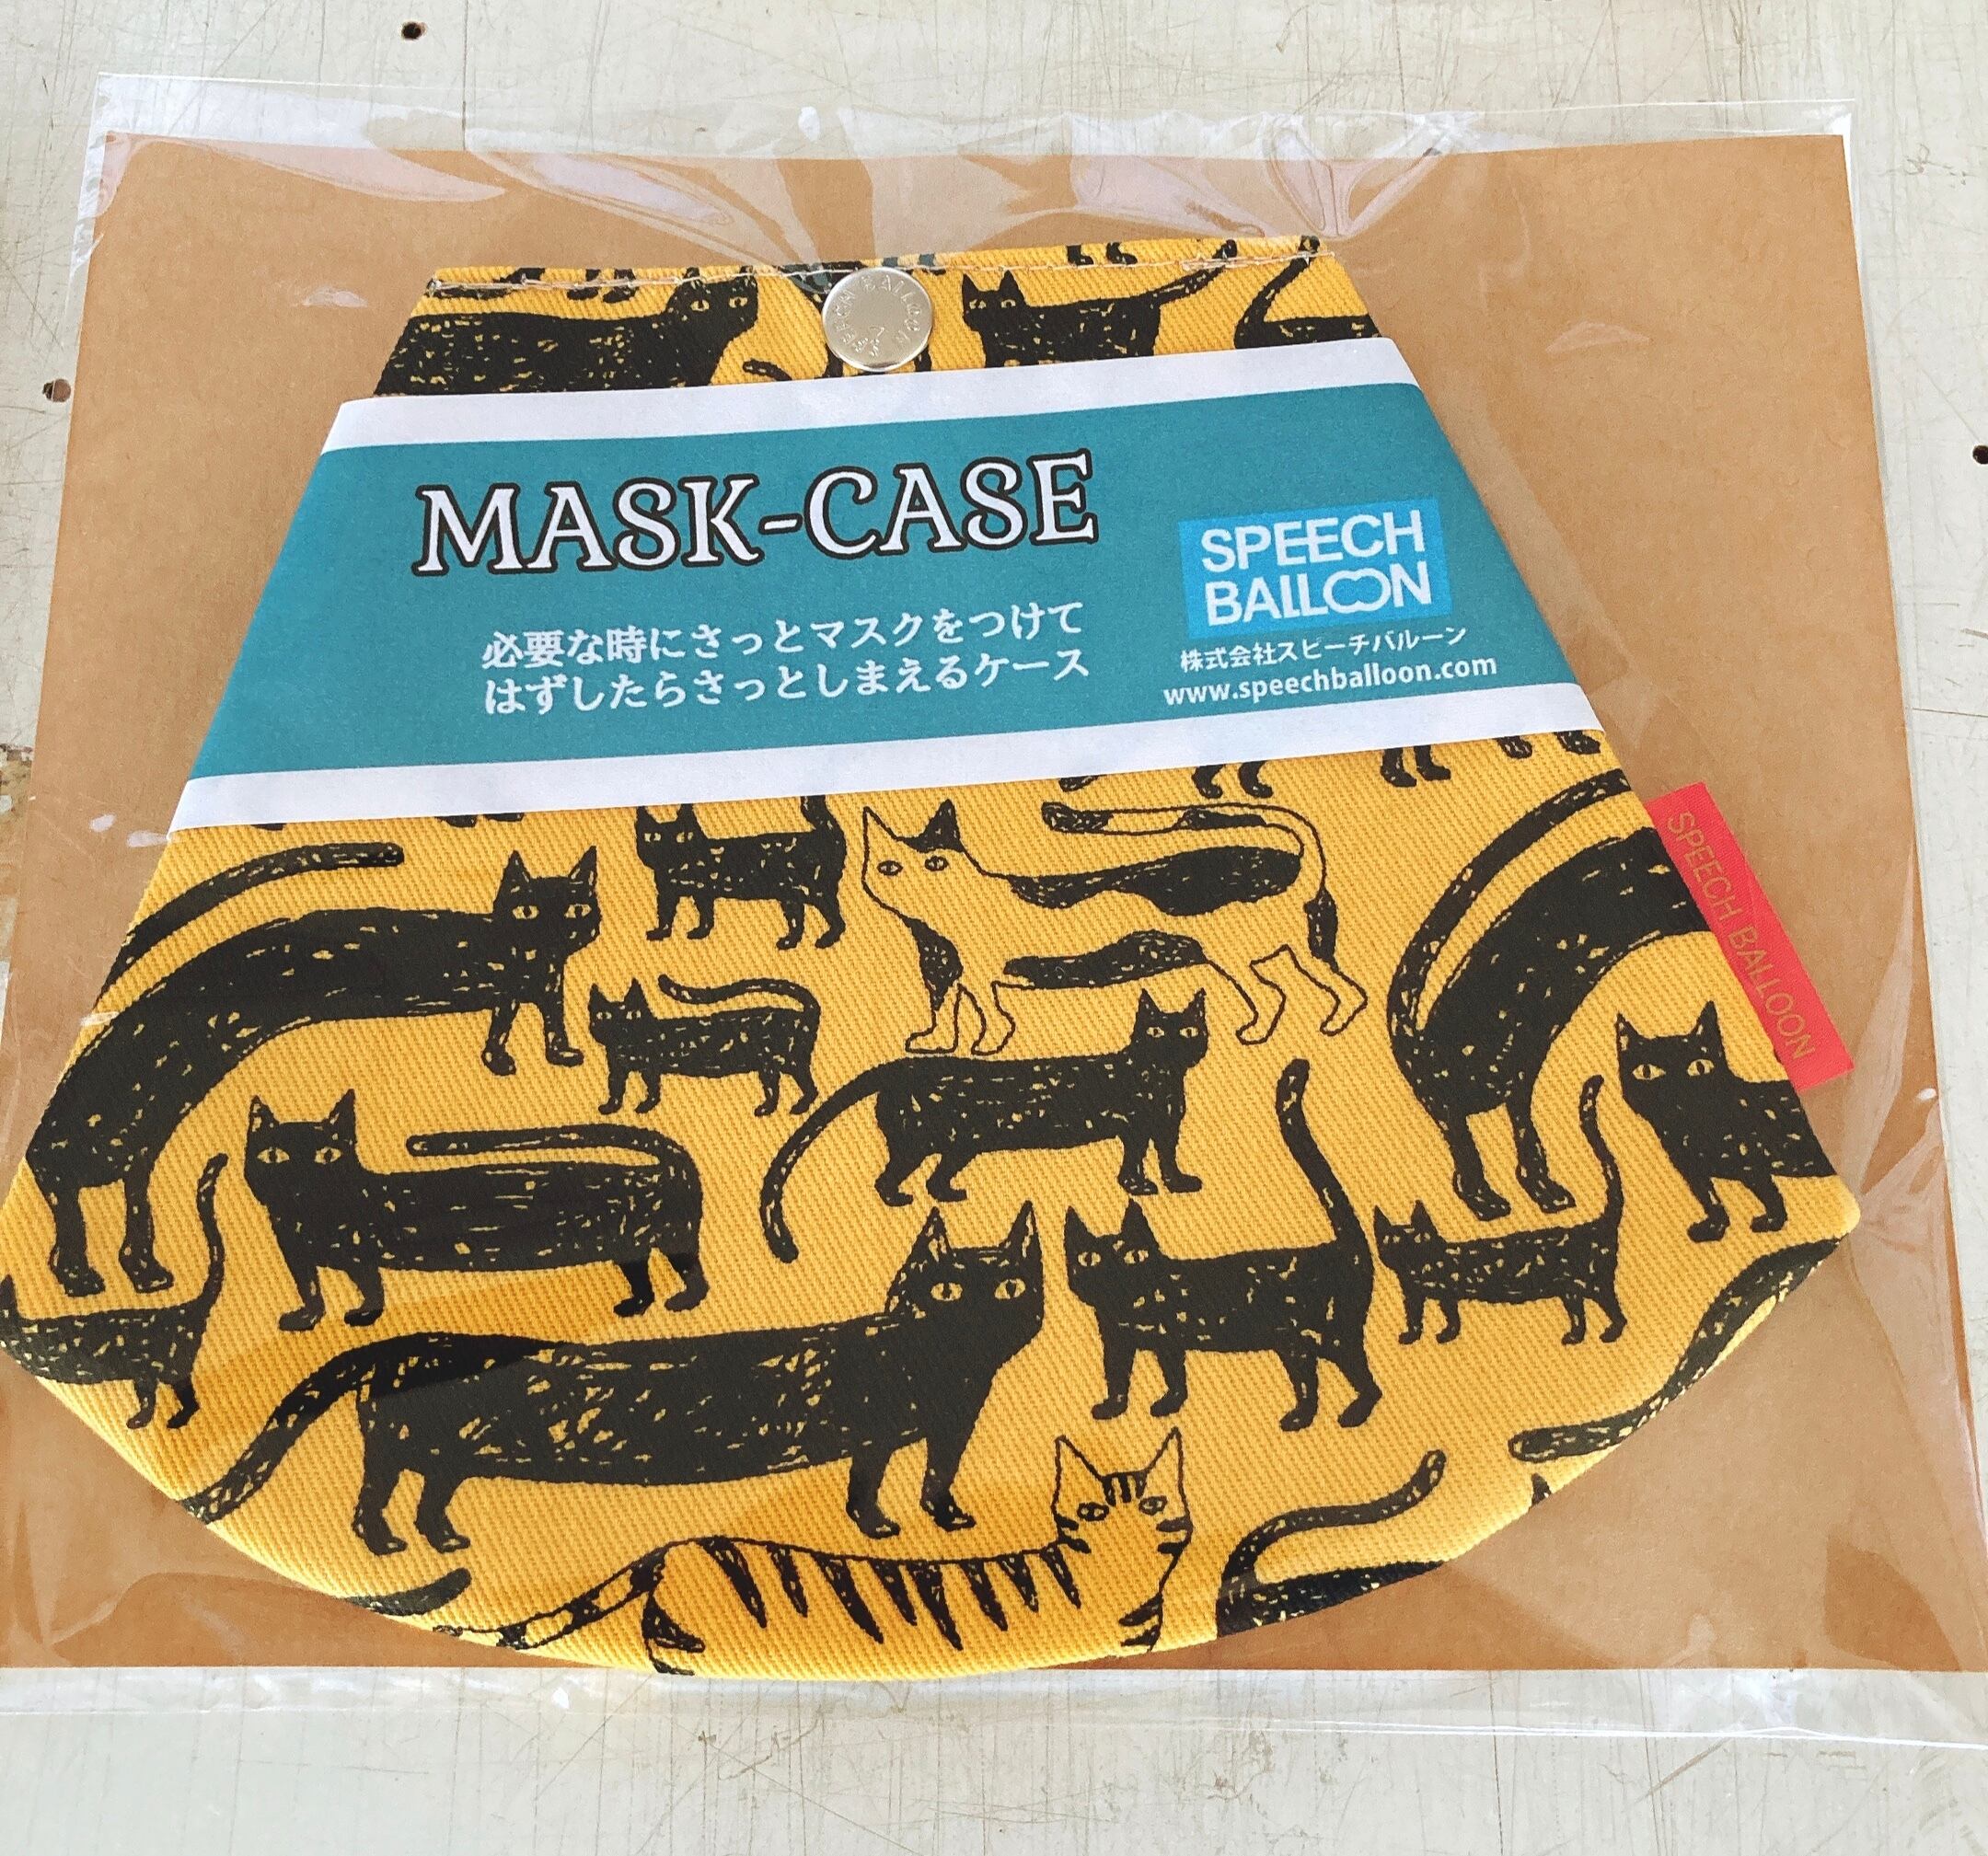 SPEECH BALLOON
MASK-CASE
必要な時にさっとマスクをつけて
はずしたらさっとしまえるケース
SPEECH
BALLOON
株式会社スピーチバルーン
www.speechballoon.com
SPEECH BALLOON